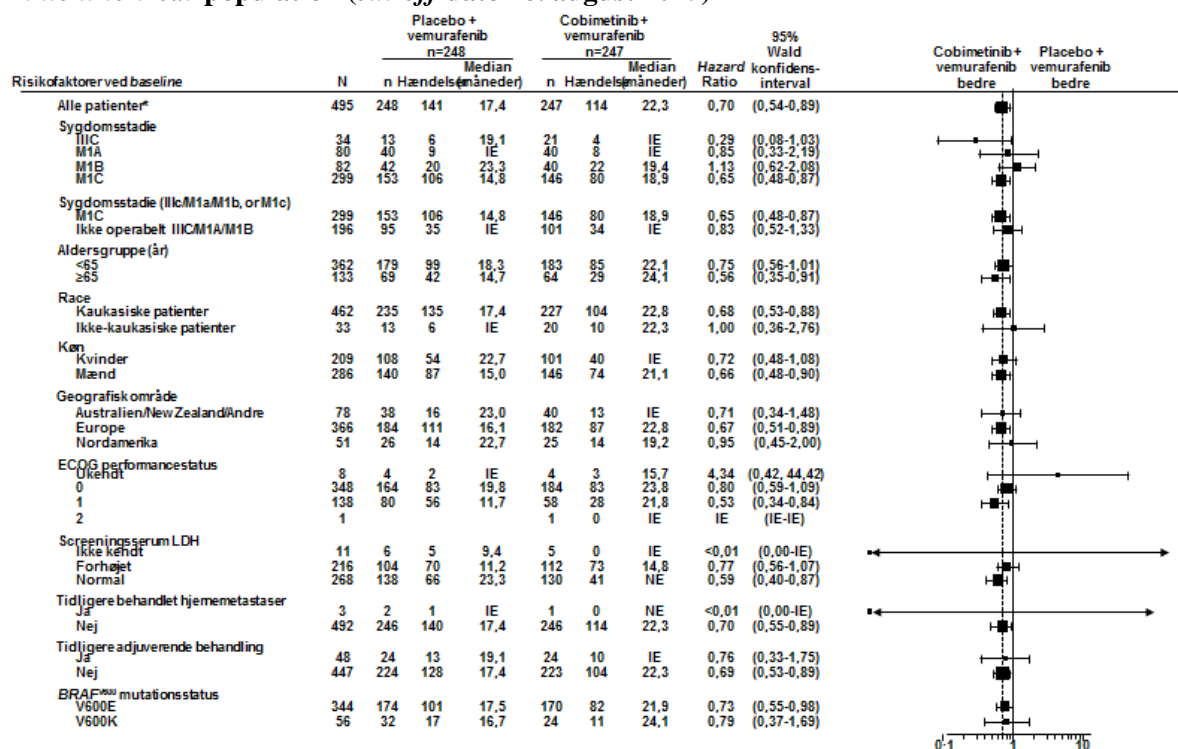 Placebo + Cobimetinib +
vemurafenib vemurafenib 95%
n=248 n=247 Wald Cobimetinib + Placebo +
Median Median Hazard konfidens- vemurafenib vemurafenib
Risikofaktorer ved baseline N n Hændelser (måneder) n Hændelser (måneder) Ratio interval bedre bedre
Alle patienter* 495 248 141 17,4 247 114 22,3 0,70 (0,54-0,89)
Sygdomsstadie
IIIC 34 13 6 19,1 21 4 IE 0,29 (0,08-1,03)
M1A 80 40 9 IE 40 8 IE 0,85 (0,33-2,19)
M1B 82 42 20 23,3 40 22 19,4 1,13 (0,62-2,08)
M1C 299 153 106 14,8 146 80 18,9 0,65 (0,48-0,87)
Sygdomsstadie (IIIc/M1a/M1b, or M1c)
M1C 299 153 106 14,8 146 80 18,9 0,65 (0,48-0,87)
Ikke operabelt IIIC/M1A/M1B 196 95 35 IE 101 34 IE 0,83 (0,52-1,33)
Aldersgruppe (år)
<65 362 179 99 18,3 183 85 22,1 0,75 (0,56-1,01)
≥65 133 69 42 14,7 64 29 24,1 0,56 (0,35-0,91)
Race
Kaukasiske patienter 462 235 135 17,4 227 104 22,8 0,68 (0,53-0,88)
Ikke-kaukasiske patienter 33 13 6 IE 20 10 22,3 1,00 (0,36-2,76)
Køn
Kvinder 209 108 54 22,7 101 40 IE 0,72 (0,48-1,08)
Mænd 286 140 87 15,0 146 74 21,1 0,66 (0,48-0,90)
Geografisk område
Australien/New Zealand/Andre 78 38 16 23,0 40 13 IE 0,71 (0,34-1,48)
Europe 366 184 111 16,1 182 87 22,8 0,67 (0,51-0,89)
Nordamerika 51 26 14 22,7 25 14 19,2 0,95 (0,45-2,00)
ECOG performancestatus
Ukendt 8 4 2 IE 4 3 15,7 4,34 (0,42, 44,42)
0 348 164 83 19,8 184 83 23,8 0,80 (0,59-1,09)
1 138 80 56 11,7 58 28 21,8 0,53 (0,34-0,84)
2 1 1 0 IE IE (IE-IE)
Screeningsserum LDH
Ikke kendt 11 6 5 9,4 5 0 IE <0,01 (0,00-IE)
Forhøjet 216 104 70 11,2 112 73 14,8 0,77 (0,56-1,07)
Normal 268 138 66 23,3 130 41 NE 0,59 (0,40-0,87)
Tidligere behandlet hjernemetastaser
Ja 3 2 1 IE 1 0 NE <0,01 (0,00-IE)
Nej 492 246 140 17,4 246 114 22,3 0,70 (0,55-0,89)
Tidligere adjuverende behandling
Ja 48 24 13 19,1 24 10 IE 0,76 (0,33-1,75)
Nej 447 224 128 17,4 223 104 22,3 0,69 (0,53-0,89)
BRAFV600 mutationsstatus
V600E 344 174 101 17,5 170 82 21,9 0,73 (0,55-0,98)
V600K 56 32 17 16,7 24 11 24,1 0,79 (0,37-1,69)
0·1 1 10